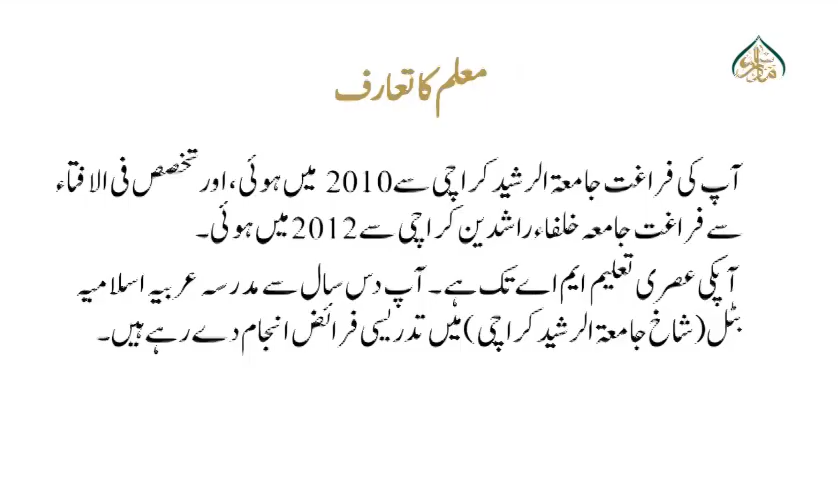 معلم کا تعارف
آپ کی فراغت جامعۃ الرشید کراچی سے 2010 میں ہوئی، اور تخصص فی الافتاء
سے فراغت جامعہ خلفاء راشدین کراچی سے 2012 میں ہوئی۔
آپکی عصری تعلیم ایم اے تک ہے۔ آپ دس سال سے مدرسہ عربیہ اسلامیہ
بٹل (شاخ جامعۃ الرشید کراچی) میں تدریسی فرائض انجام دے رہے ہیں۔